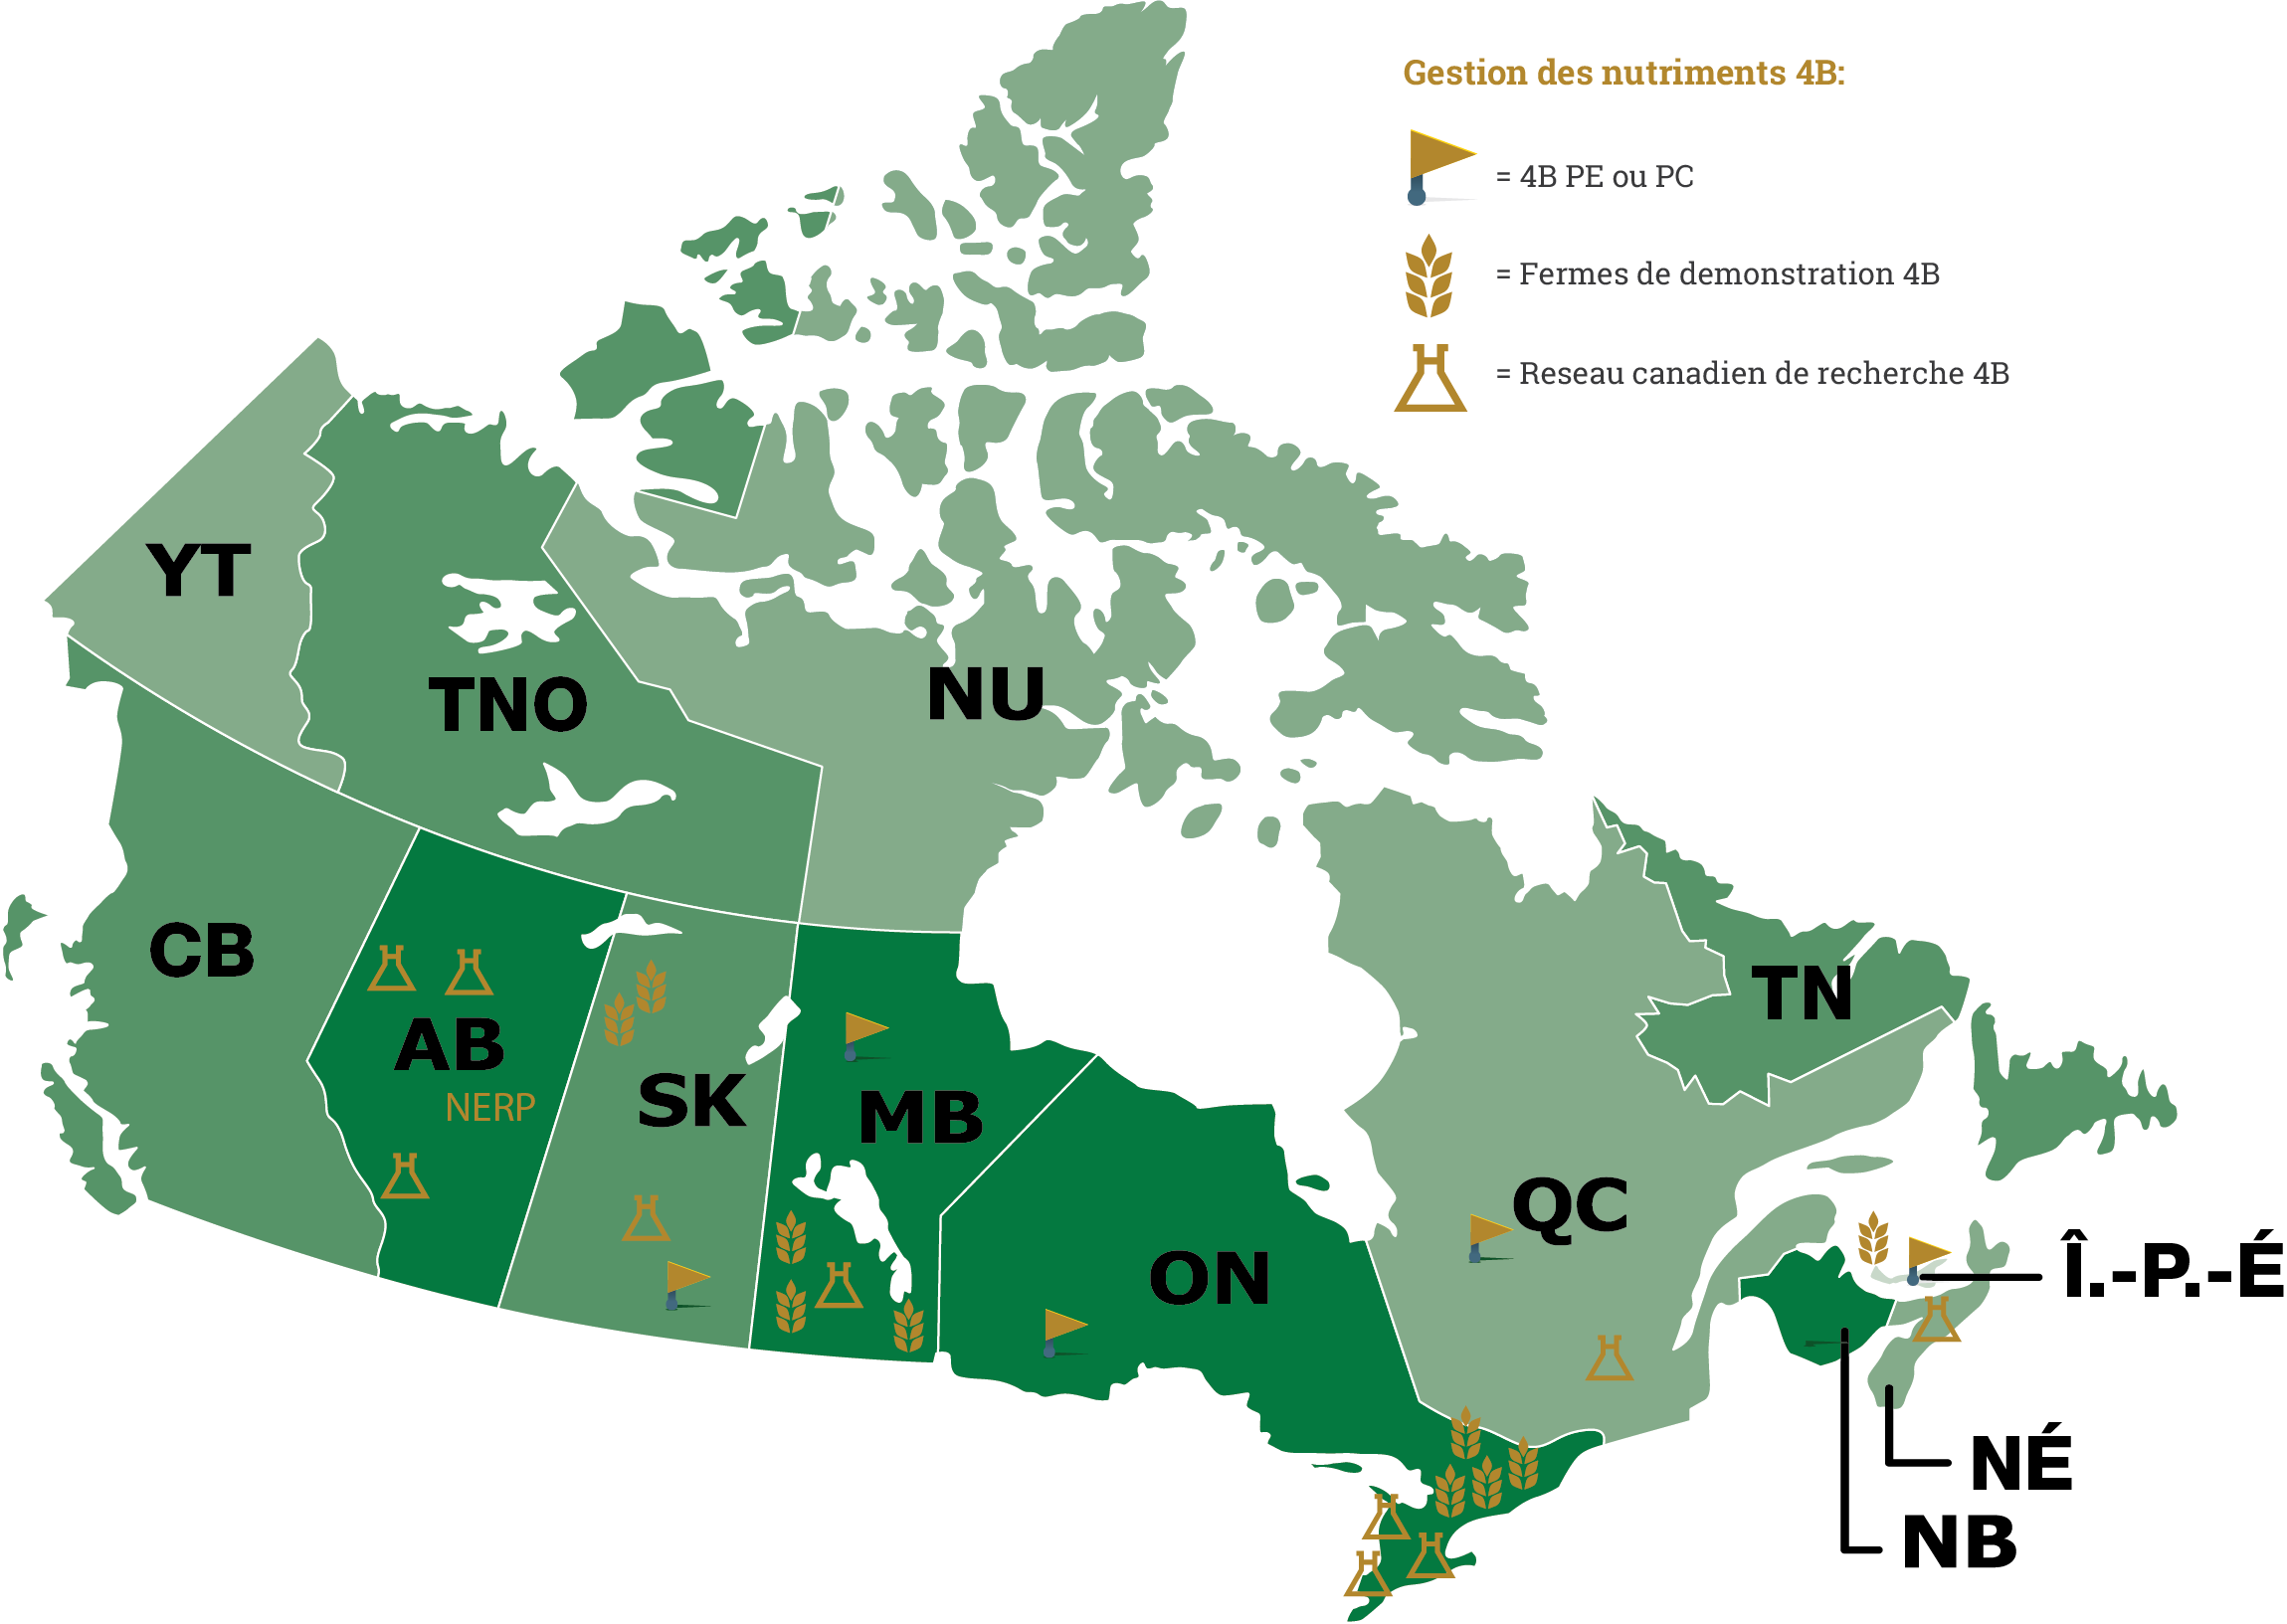 Gestion des nutriments 4B:
= 4B PE ou PC
= Fermes de demonstration 4B
= Reseau canadien de recherche 4B
YT
TNO
NU
CB
AB
NERP
SK
MB
ON
QC
TN
Î.-P.-É
NÉ
NB